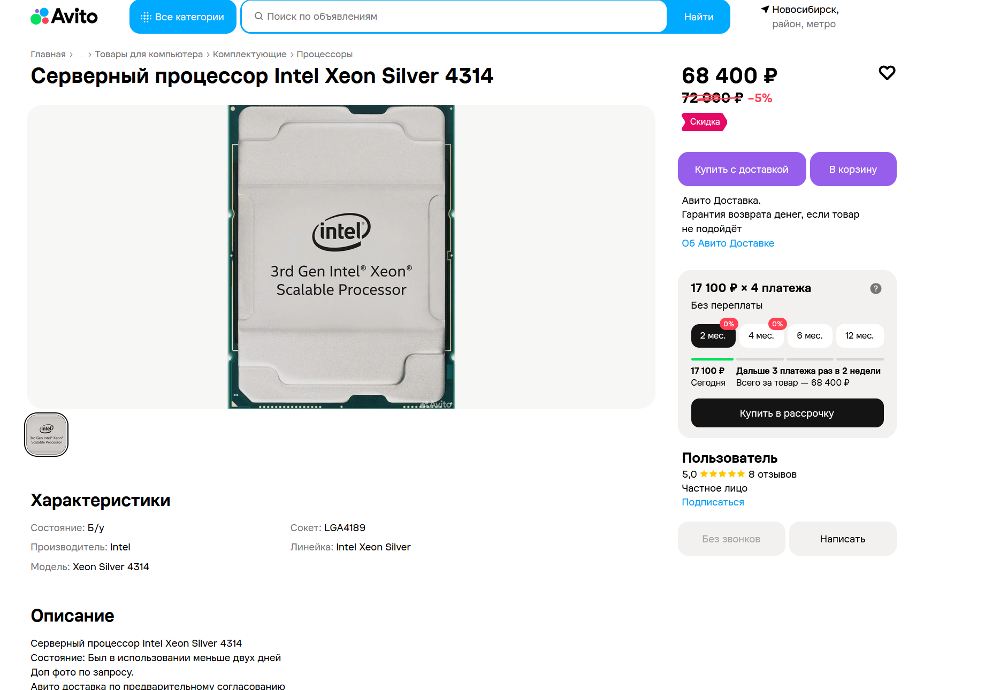 Avito
Все категории
Поиск по объявлениям
Найти
Новосибирск,
район, метро
Главная > ... > Товары для компьютера > Комплектующие > Процессоры
Серверный процессор Intel Xeon Silver 4314
68 400 ₽
72 000 ₽ –5%
Скидка
intel®
3rd Gen Intel® Xeon®
Scalable Processor
Avito
intel
3rd Gen Intel® Xeon®
Scalable Processor
Купить с доставкой
В корзину
Авито Доставка.
Гарантия возврата денег, если товар
не подойдёт
Об Авито Доставке
17 100 ₽ × 4 платежа
?
Без переплаты
0%
0%
2 мес.
4 мес.
6 мес.
12 мес.
17 100 ₽
Дальше 3 платежа раз в 2 недели
Сегодня
Всего за товар — 68 400 ₽
Купить в рассрочку
Пользователь
5,0 ★★★★★ 8 отзывов
Частное лицо
Подписаться
Без звонков
Написать
Характеристики
Состояние: Б/у
Сокет: LGA4189
Производитель: Intel
Линейка: Intel Xeon Silver
Модель: Xeon Silver 4314
Описание
Серверный процессор Intel Xeon Silver 4314
Состояние: Был в использовании меньше двух дней
Доп фото по запросу.
Авито доставка по предварительному согласованию